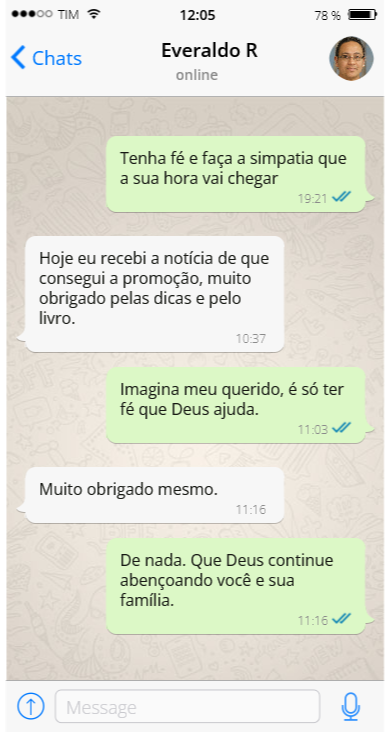 TIM 12:05 78 %
Chats Everaldo R
online
Tenha fé e faça a simpatia que
a sua hora vai chegar
19:21
Hoje eu recebi a notícia de que
consegui a promoção, muito
obrigado pelas dicas e pelo
livro.
10:37
Imagina meu querido, é só ter
fé que Deus ajuda.
11:03
Muito obrigado mesmo.
11:16
De nada. Que Deus continue
abençoando você e sua
família.
11:16
Message